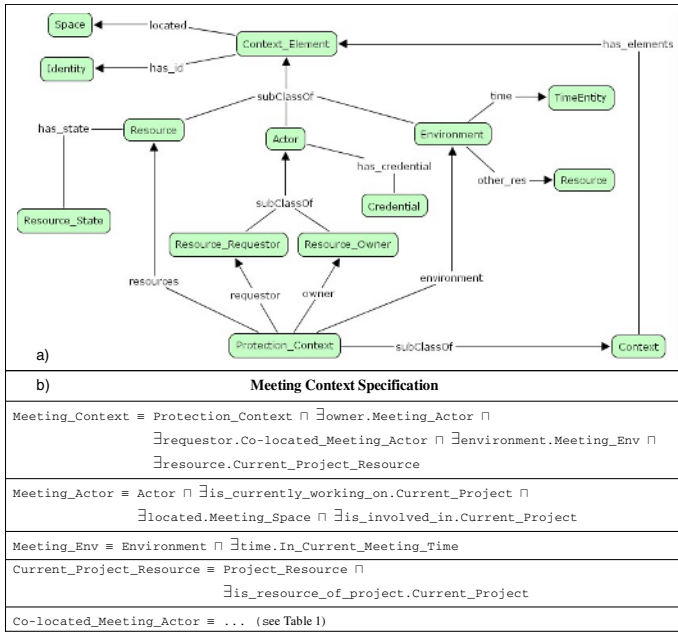 Space
located
Context_Element
has_elements
Identity
has_id
subClassOf
time
TimeEntity
has_state
Resource
Actor
Environment
has_credential
other_res
Resource
subClassOf
Credential
Resource_State
Resource_Requestor
Resource_Owner
resources
environment
requestor
owner
Protection_Context
subClassOf
Context
a)
b) Meeting Context Specification
Meeting_Context ≡ Protection_Context ⊓ ∃owner.Meeting_Actor ⊓
∃requestor.Co-located_Meeting_Actor ⊓ ∃environment.Meeting_Env ⊓
∃resource.Current_Project_Resource
Meeting_Actor ≡ Actor ⊓ ∃is_currently_working_on.Current_Project ⊓
∃located.Meeting_Space ⊓ ∃is_involved_in.Current_Project
Meeting_Env ≡ Environment ⊓ ∃time.In_Current_Meeting_Time
Current_Project_Resource ≡ Project_Resource ⊓
∃is_resource_of_project.Current_Project
Co-located_Meeting_Actor ≡ ... (see Table 1)